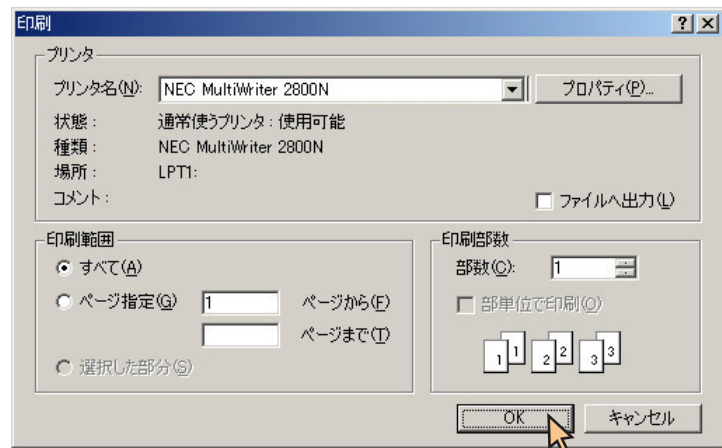 印刷
プリンタ
プリンタ名(N): NEC MultiWriter 2800N プロパティ(P)...
状態： 通常使うプリンタ：使用可能
種類： NEC MultiWriter 2800N
場所： LPT1:
コメント：
ファイルへ出力(L)
印刷範囲
すべて(A)
ページ指定(G) 1 ページから(F)
ページまで(T)
選択した部分(S)
印刷部数
部数(C): 1
部単位で印刷(O)
1 1 2 2 3 3
OK キャンセル